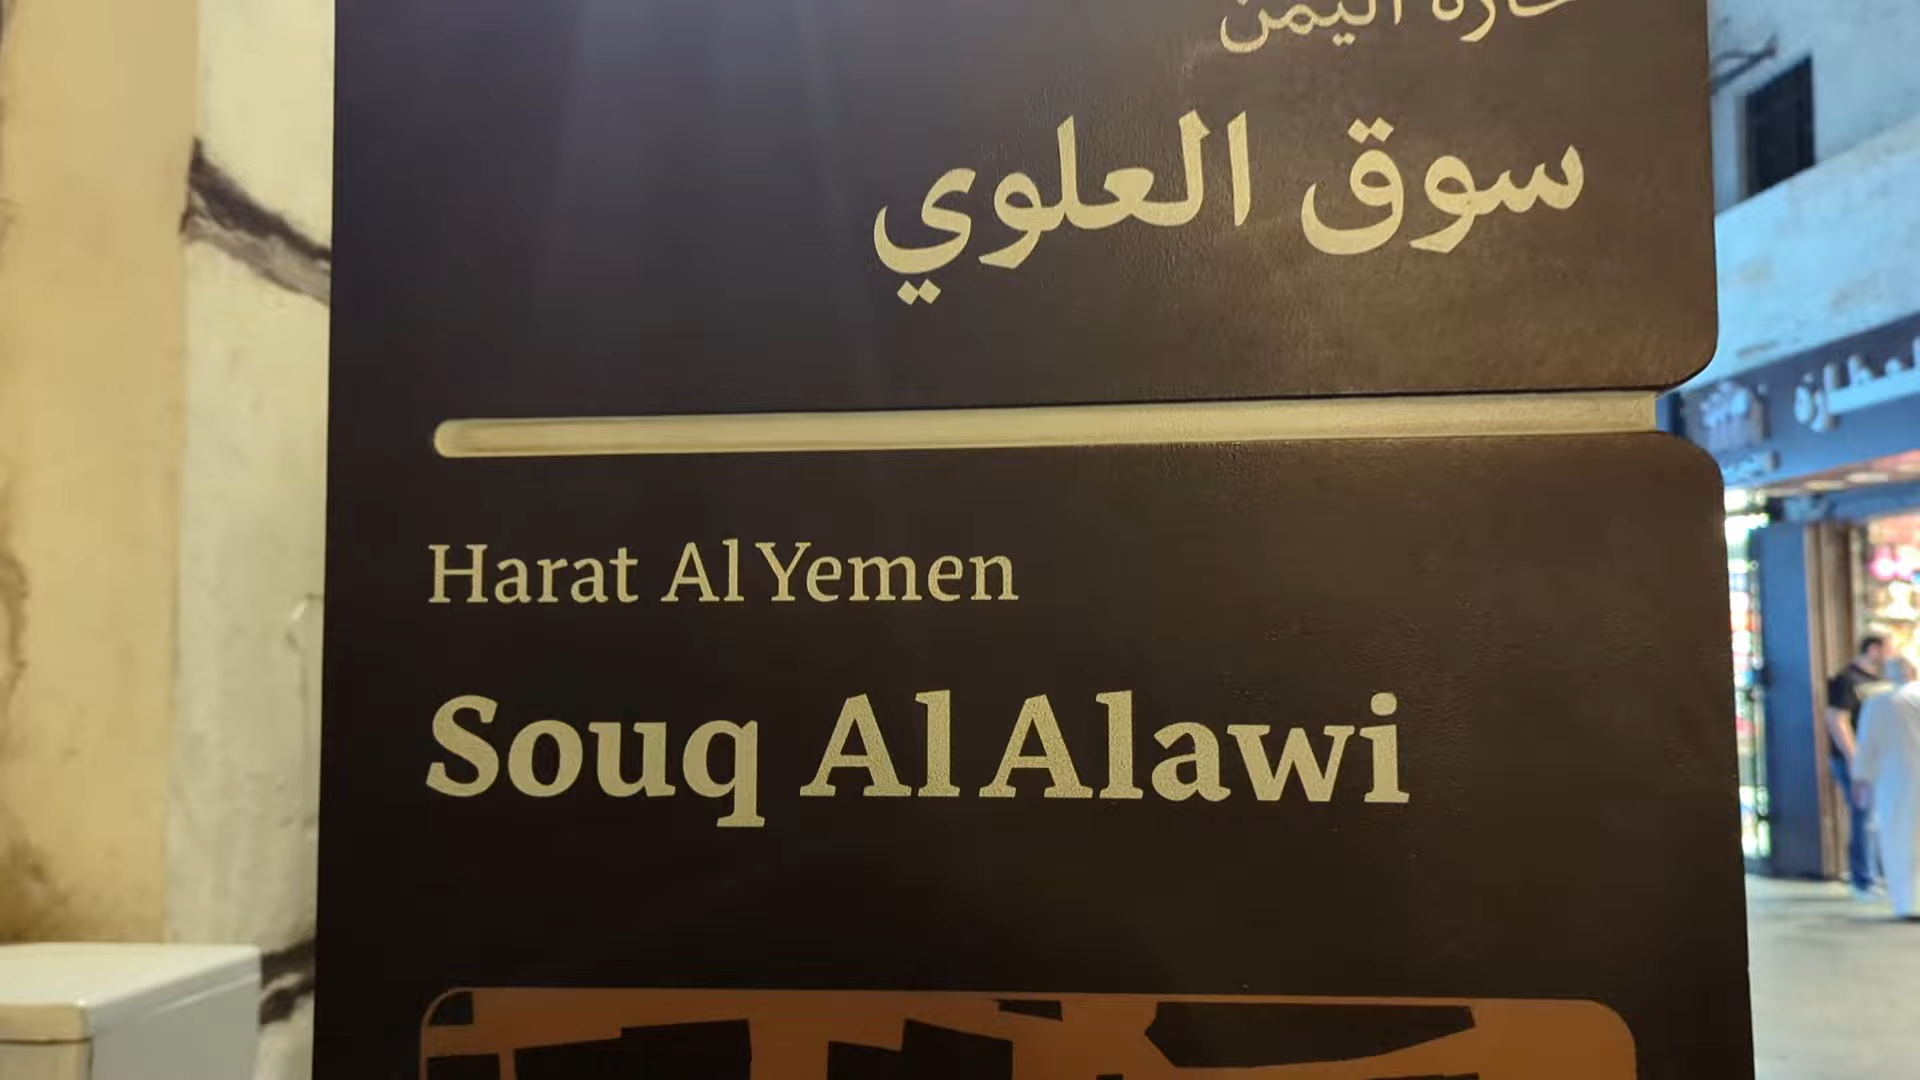 حارة اليمن
سوق العلوي
Harat Al Yemen
Souq Al Alawi